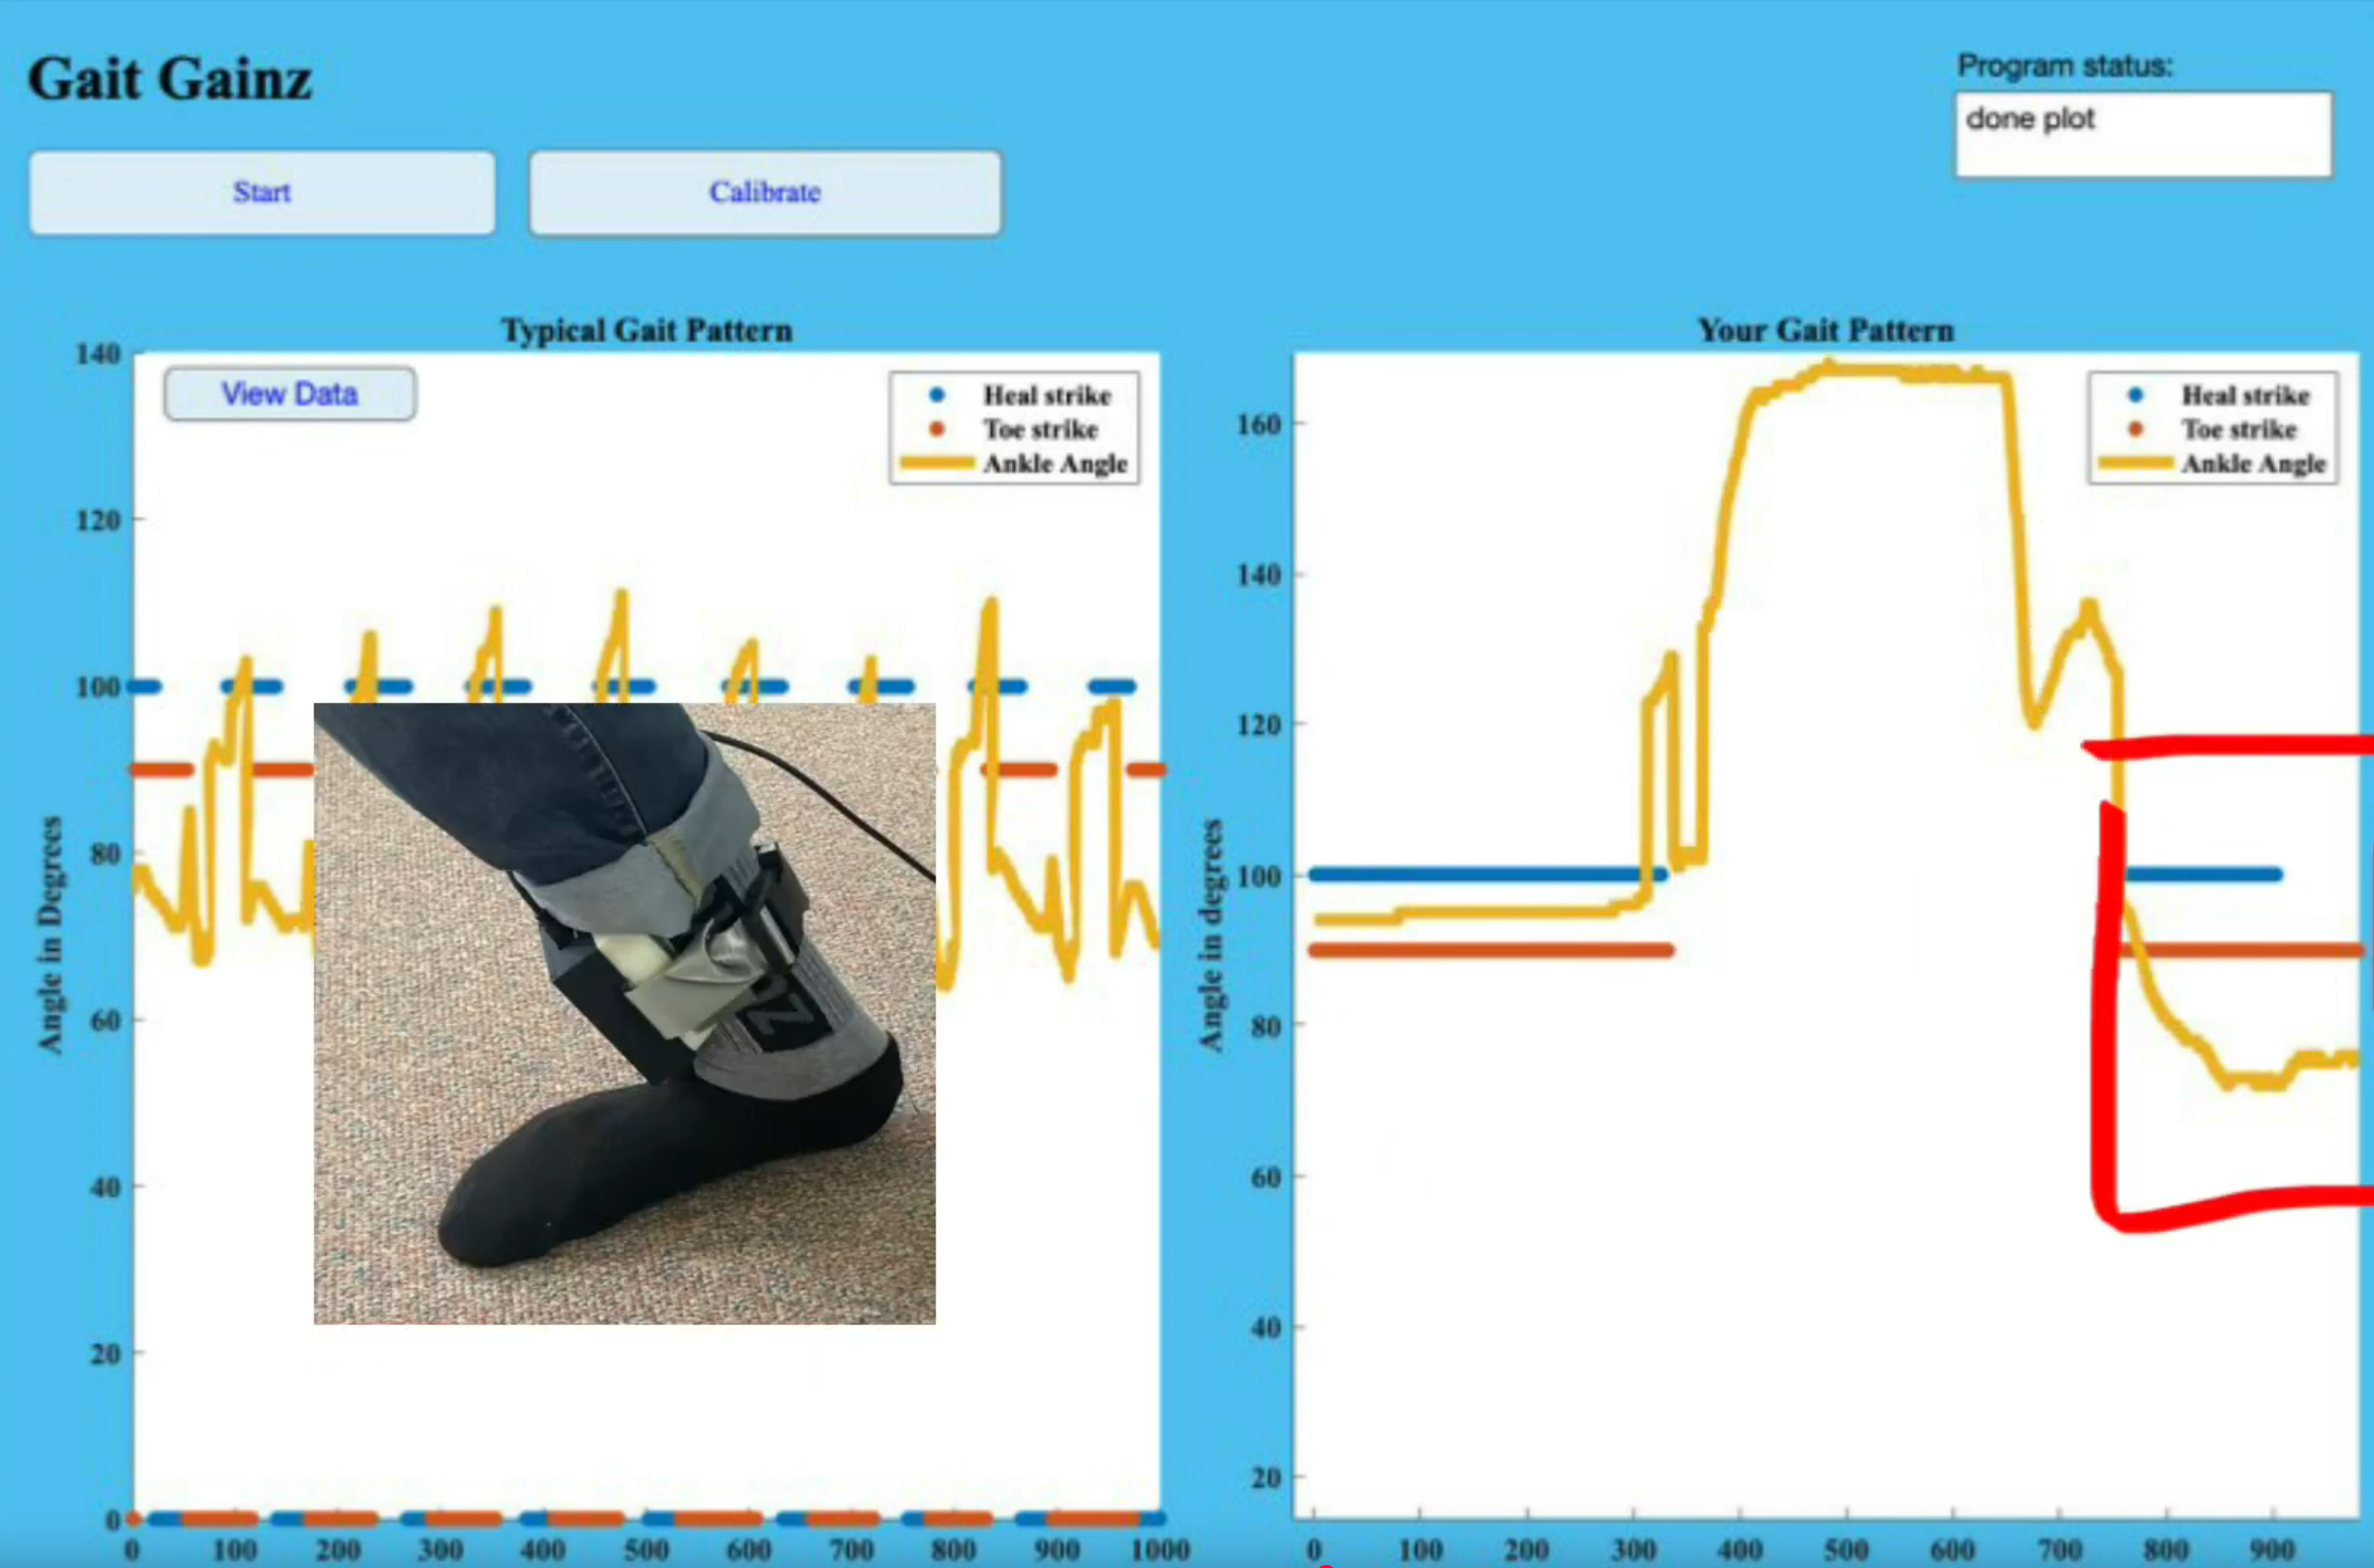 Gait Gainz
Program status:
done plot
Start
Calibrate
Typical Gait Pattern
View Data
Heal strike
Toe strike
Ankle Angle
140
120
100
80
60
40
20
0
Angle in Degrees
0 100 200 300 400 500 600 700 800 900 1000
Your Gait Pattern
Heal strike
Toe strike
Ankle Angle
160
140
120
100
80
60
40
20
Angle in degrees
0 100 200 300 400 500 600 700 800 900